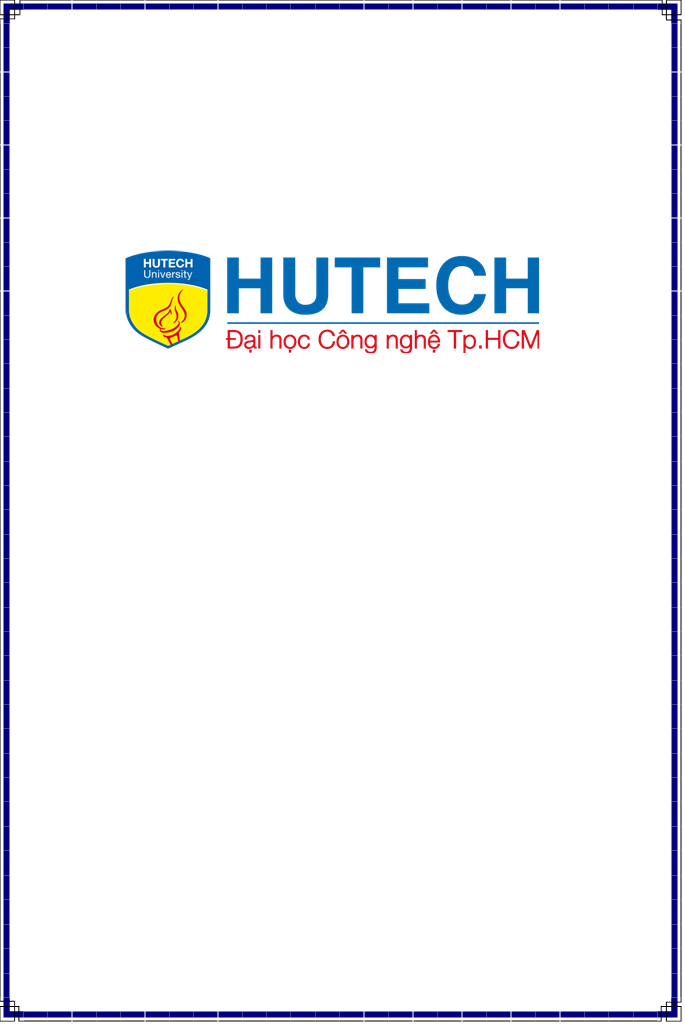 HUTECH
University
HUTECH
Đại học Công nghệ Tp.HCM